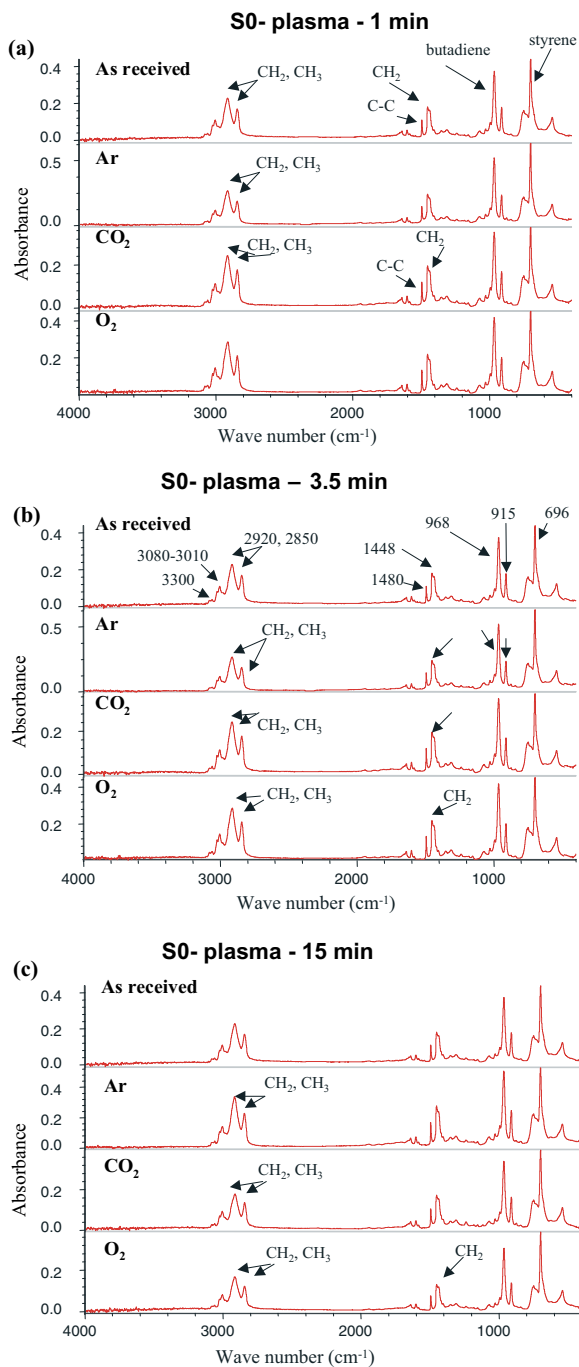 S0- plasma - 1 min
(a)
As received
CH2, CH3
CH2
C-C
butadiene
styrene
0.4
0.2
0.0
Ar
CH2, CH3
0.5
0.0
CO2
CH2, CH3
CH2
C-C
0.2
0.0
O2
0.4
0.2
Absorbance
4000 3000 2000 1000
Wave number (cm-1)
S0- plasma – 3.5 min
(b)
As received
3300
3080-3010
2920, 2850
1448
1480
968
915
696
0.4
0.2
0.0
Ar
CH2, CH3
0.5
0.0
CO2
CH2, CH3
0.2
0.0
O2
CH2, CH3
CH2
0.4
0.2
Absorbance
4000 3000 2000 1000
Wave number (cm-1)
S0- plasma - 15 min
(c)
As received
0.4
0.2
0.0
Ar
CH2, CH3
0.4
0.2
0.0
CO2
CH2, CH3
0.2
0.0
O2
CH2, CH3
CH2
0.2
0.0
Absorbance
4000 3000 2000 1000
Wave number (cm-1)